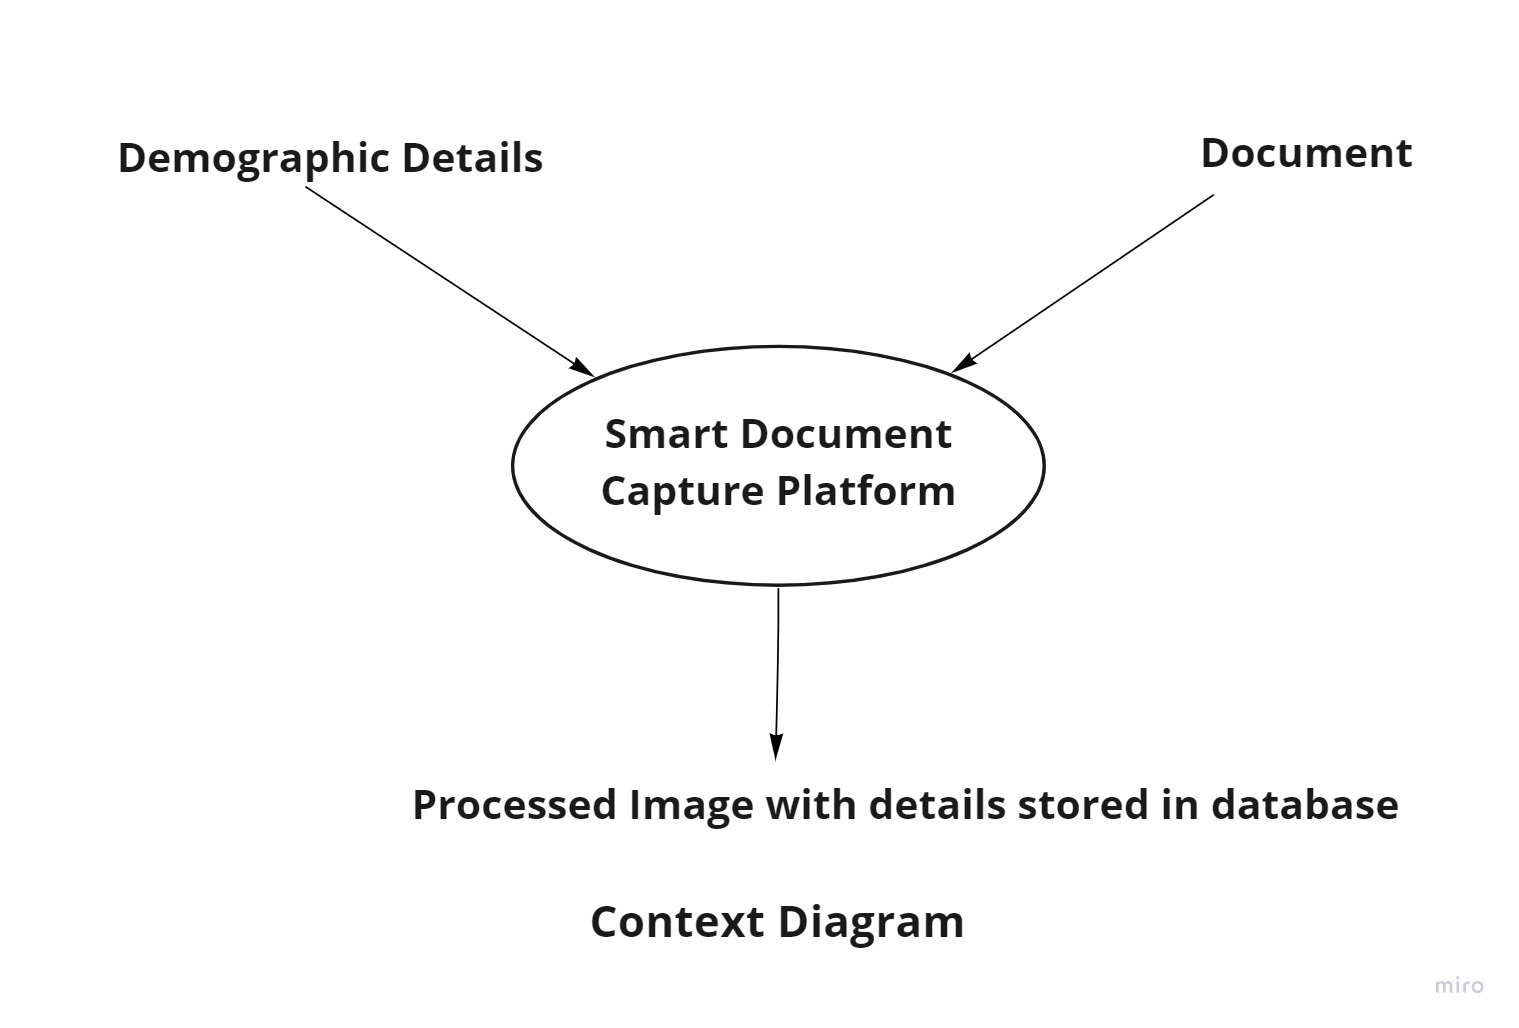 Demographic Details
Document
Smart Document
Capture Platform
Processed Image with details stored in database
Context Diagram
miro